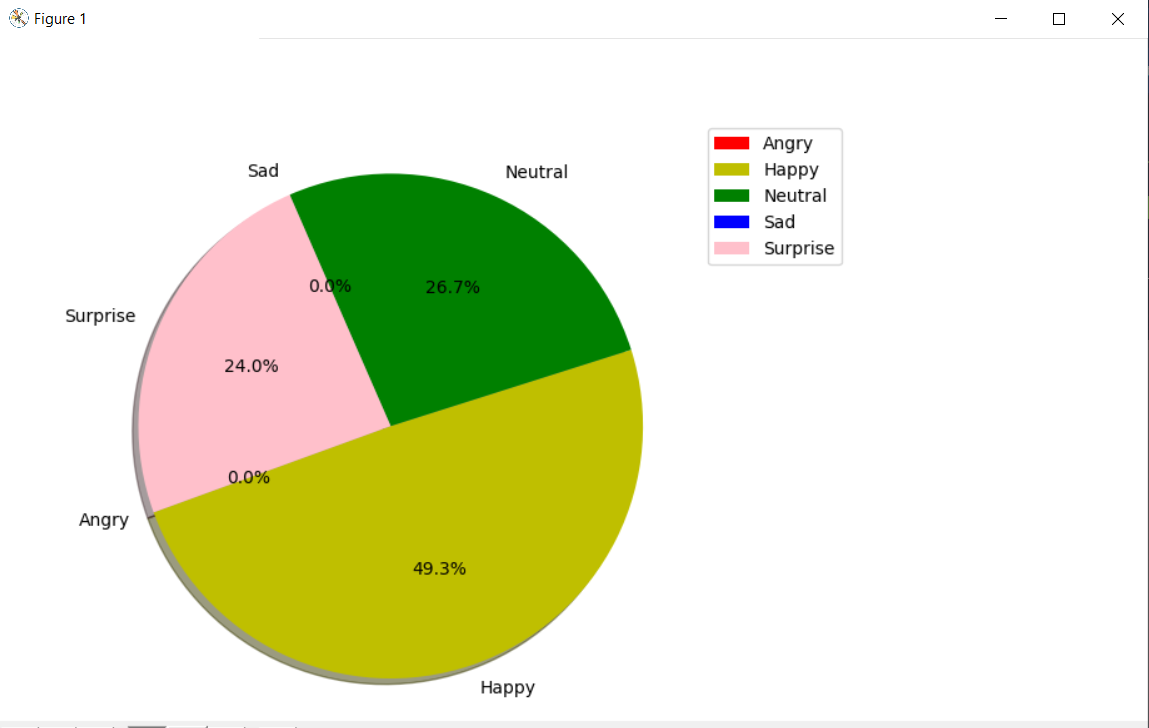 Figure 1
Angry
Happy
Neutral
Sad
Surprise
Sad
Neutral
0.0%
26.7%
Surprise
24.0%
0.0%
Angry
49.3%
Happy